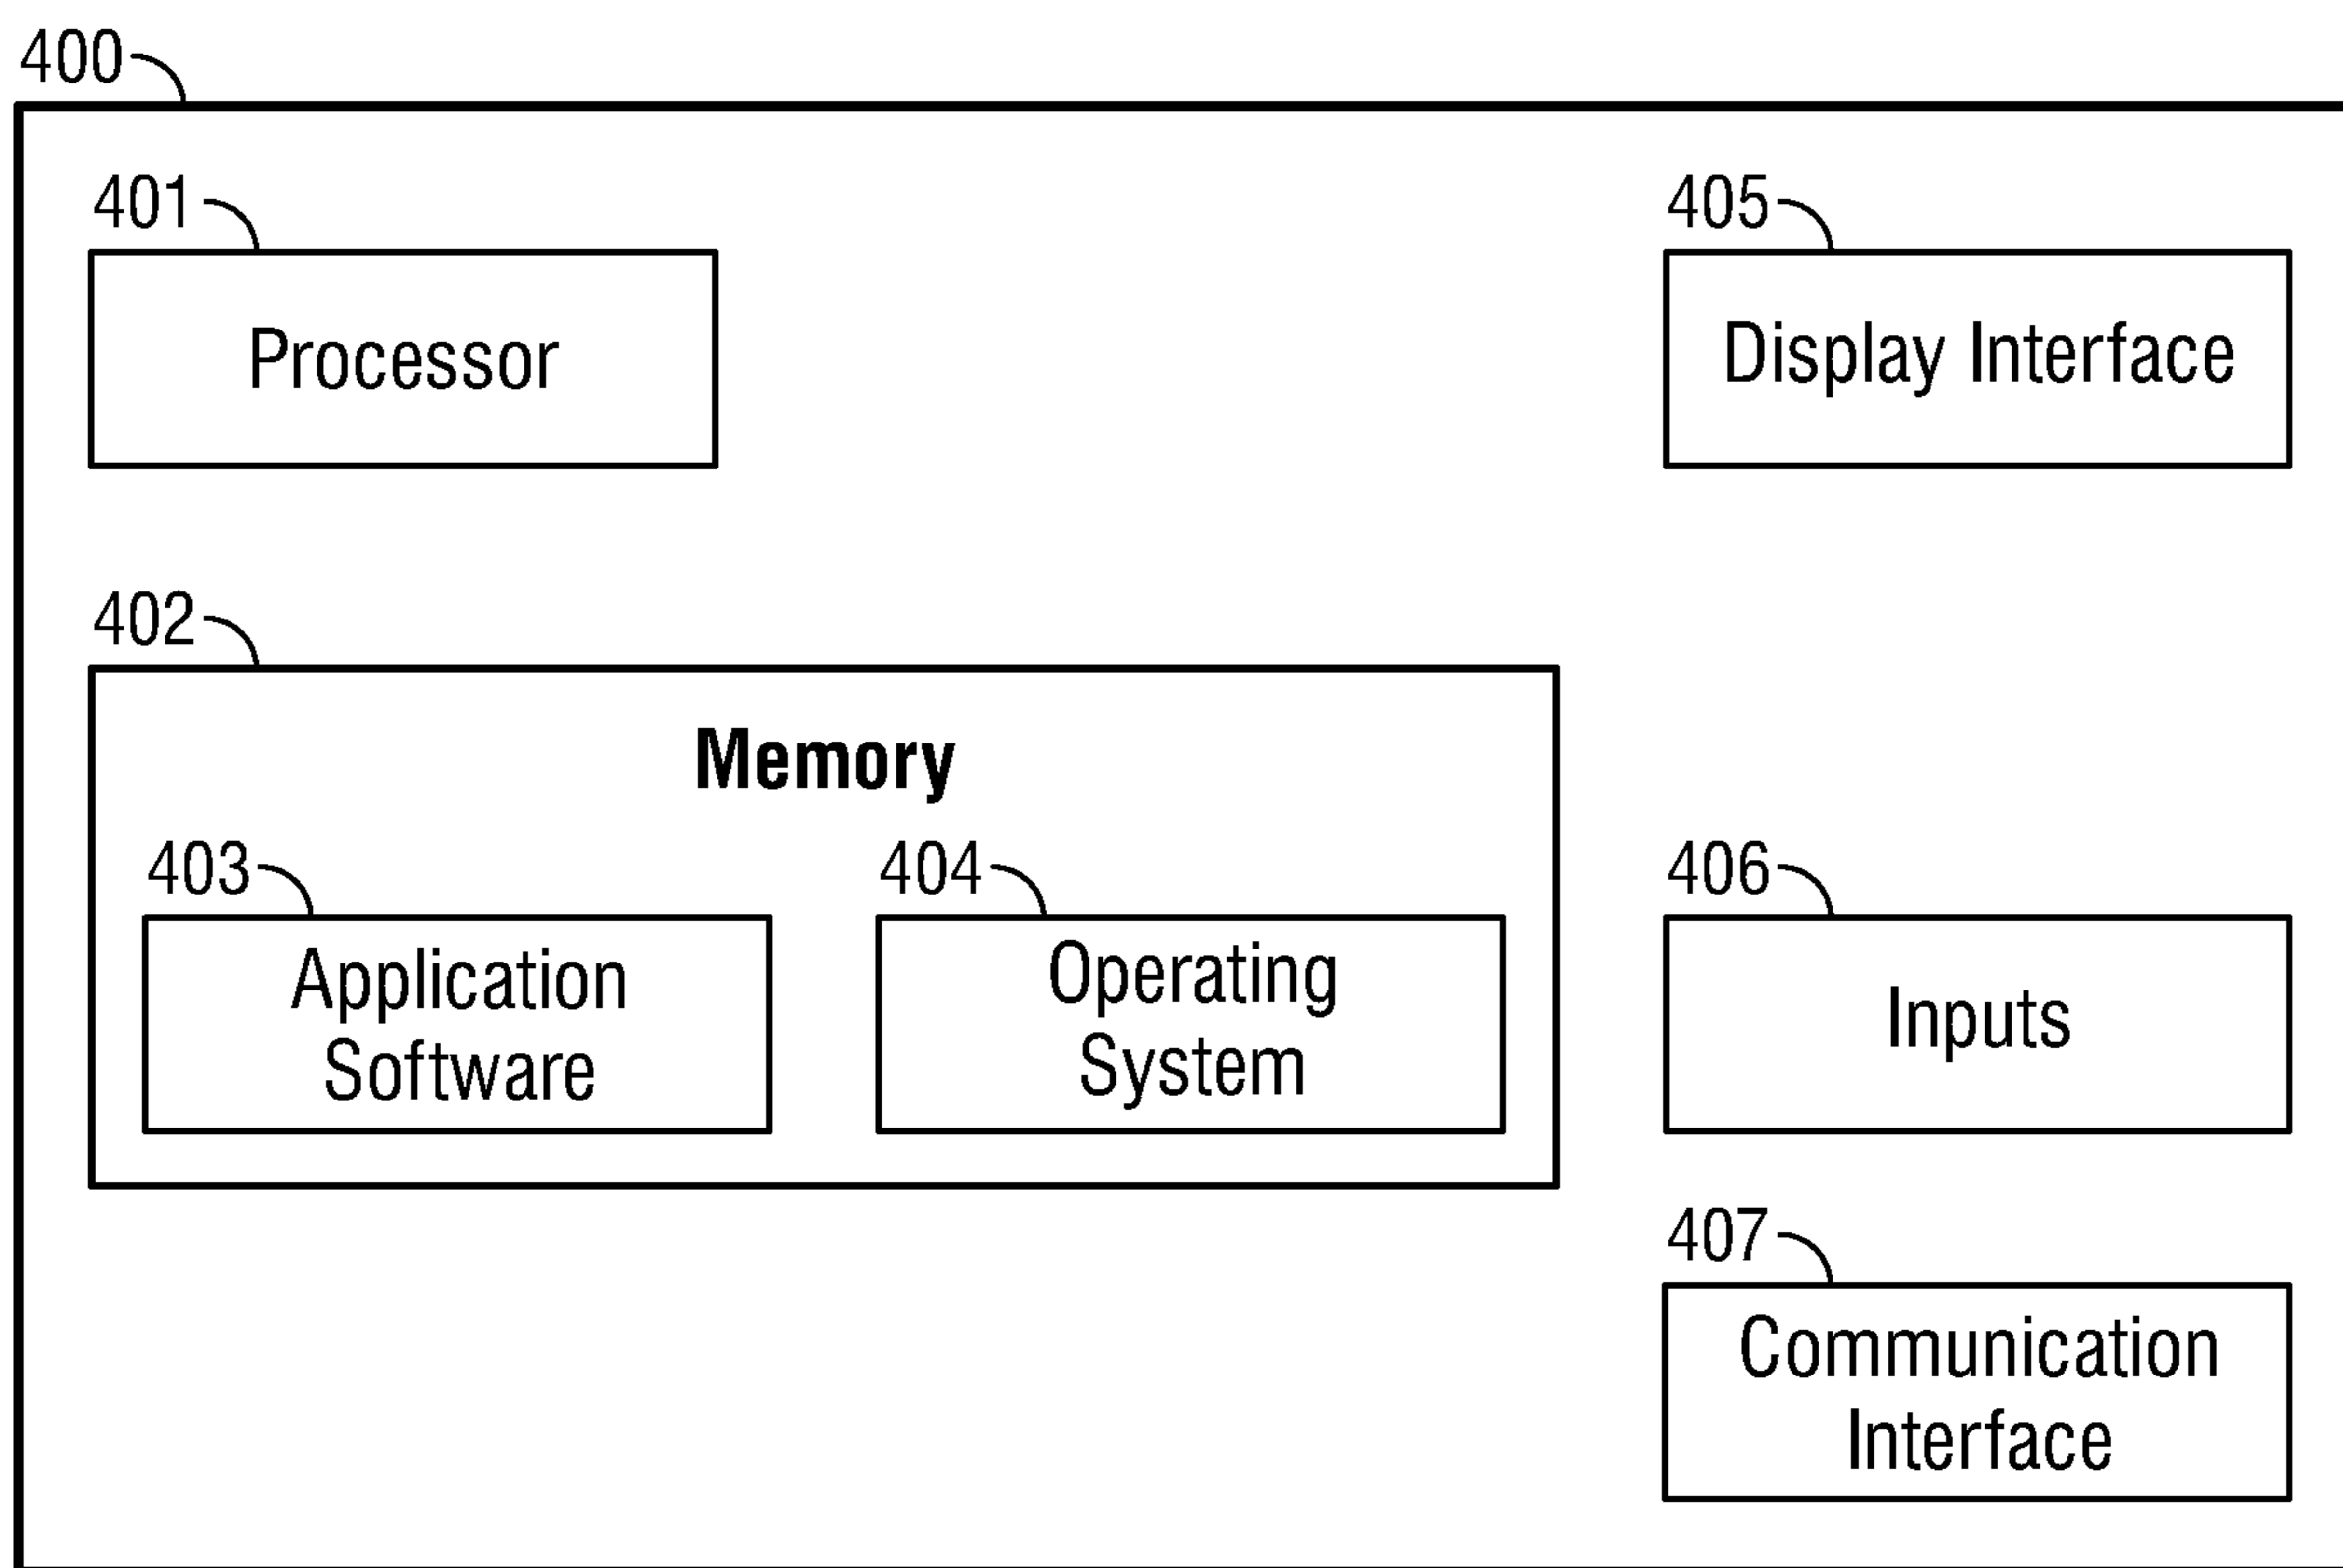 400
401
Processor
405
Display Interface
402
Memory
403
Application
Software
404
Operating
System
406
Inputs
407
Communication
Interface